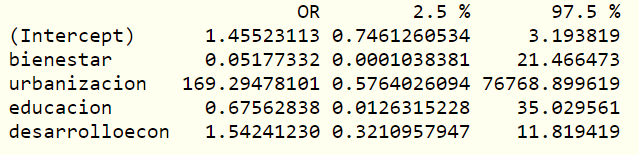 OR 2.5 % 97.5 %
(Intercept) 1.45523113 0.7461260534 3.193819
bienestar 0.05177332 0.0001038381 21.466473
urbanizacion 169.29478101 0.5764026094 76768.899619
educacion 0.67562838 0.0126315228 35.029561
desarrolloecon 1.54241230 0.3210957947 11.819419